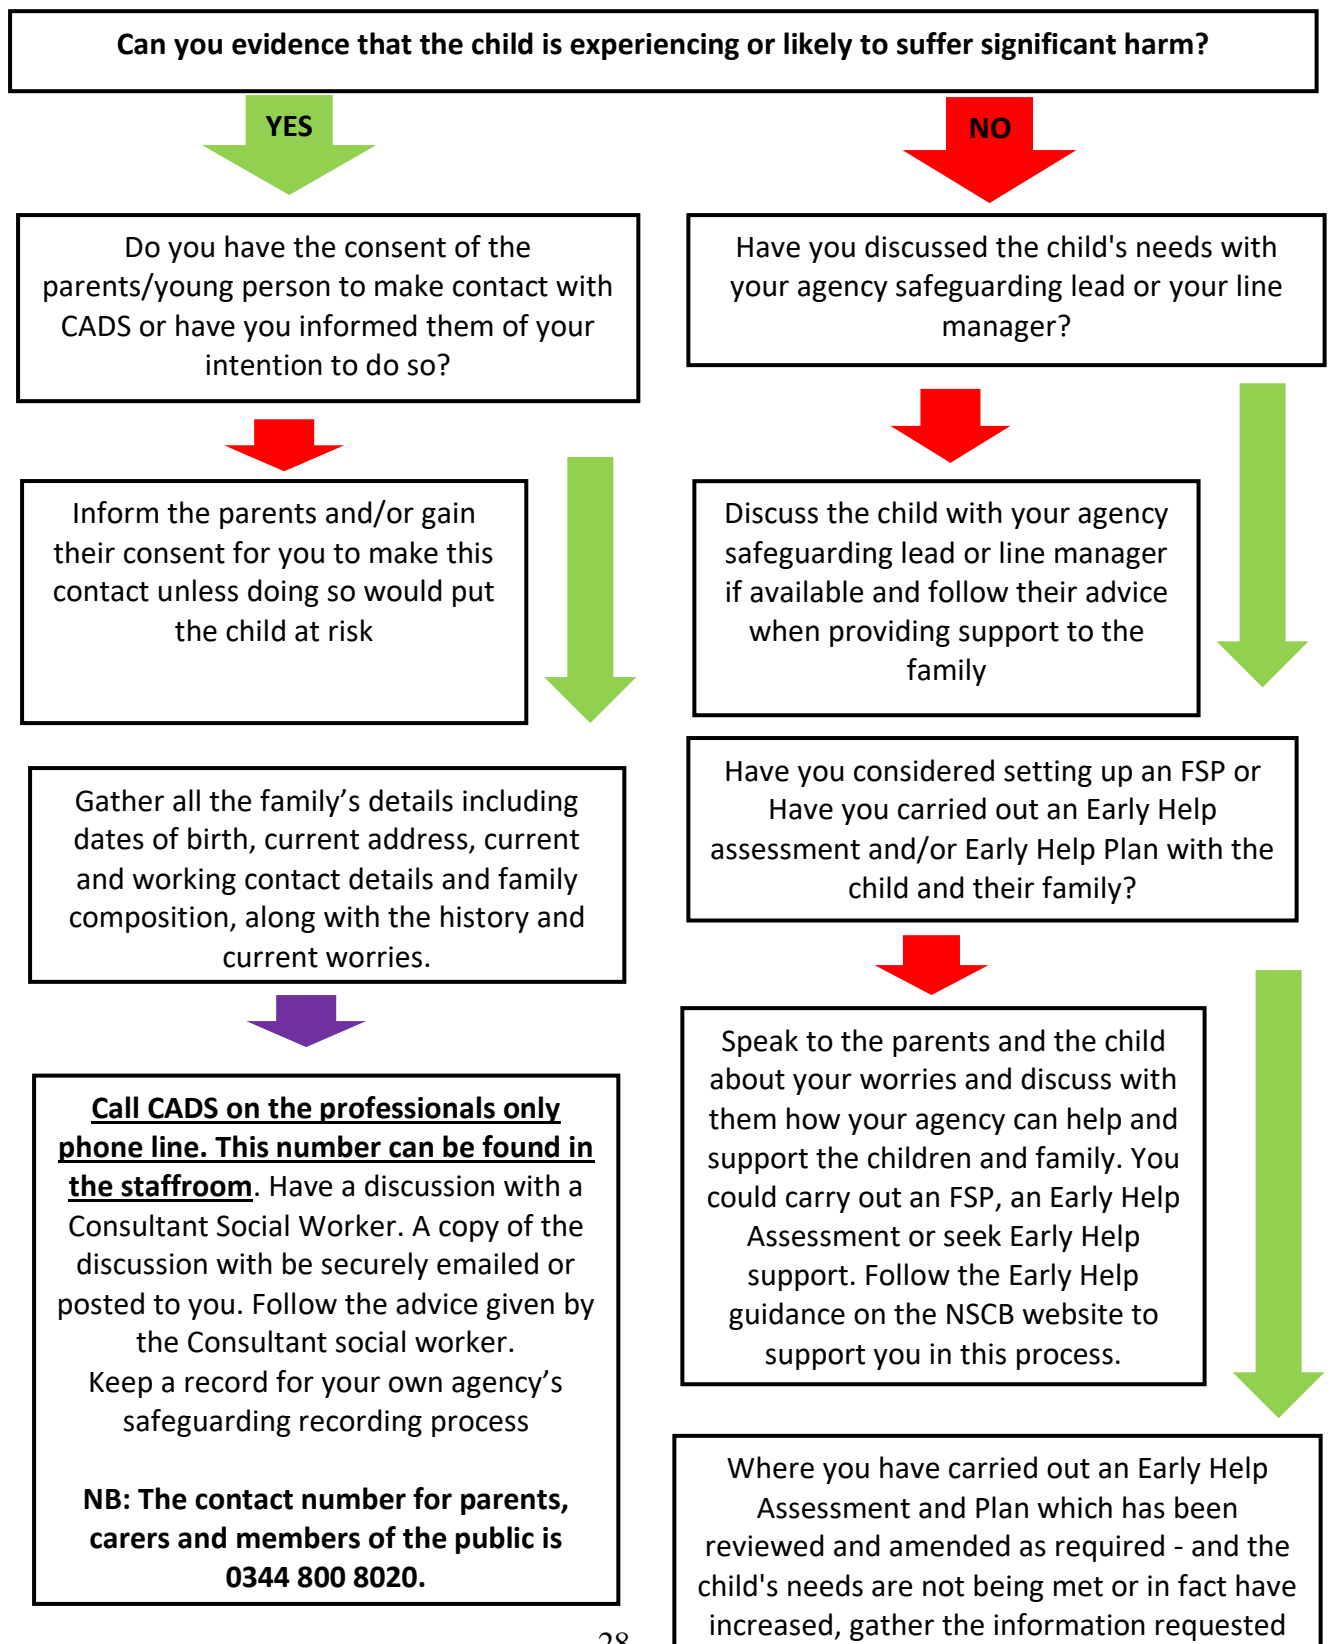 Can you evidence that the child is experiencing or likely to suffer significant harm?
YES
NO
Do you have the consent of the
parents/young person to make contact with
CADS or have you informed them of your
intention to do so?
Inform the parents and/or gain
their consent for you to make this
contact unless doing so would put
the child at risk
Gather all the family’s details including
dates of birth, current address, current
and working contact details and family
composition, along with the history and
current worries.
Call CADS on the professionals only
phone line. This number can be found in
the staffroom. Have a discussion with a
Consultant Social Worker. A copy of the
discussion with be securely emailed or
posted to you. Follow the advice given by
the Consultant social worker.
Keep a record for your own agency’s
safeguarding recording process
NB: The contact number for parents,
carers and members of the public is
0344 800 8020.
Have you discussed the child's needs with
your agency safeguarding lead or your line
manager?
Discuss the child with your agency
safeguarding lead or line manager
if available and follow their advice
when providing support to the
family
Have you considered setting up an FSP or
Have you carried out an Early Help
assessment and/or Early Help Plan with the
child and their family?
Speak to the parents and the child
about your worries and discuss with
them how your agency can help and
support the children and family. You
could carry out an FSP, an Early Help
Assessment or seek Early Help
support. Follow the Early Help
guidance on the NSCB website to
support you in this process.
Where you have carried out an Early Help
Assessment and Plan which has been
reviewed and amended as required - and the
child's needs are not being met or in fact have
increased, gather the information requested
28